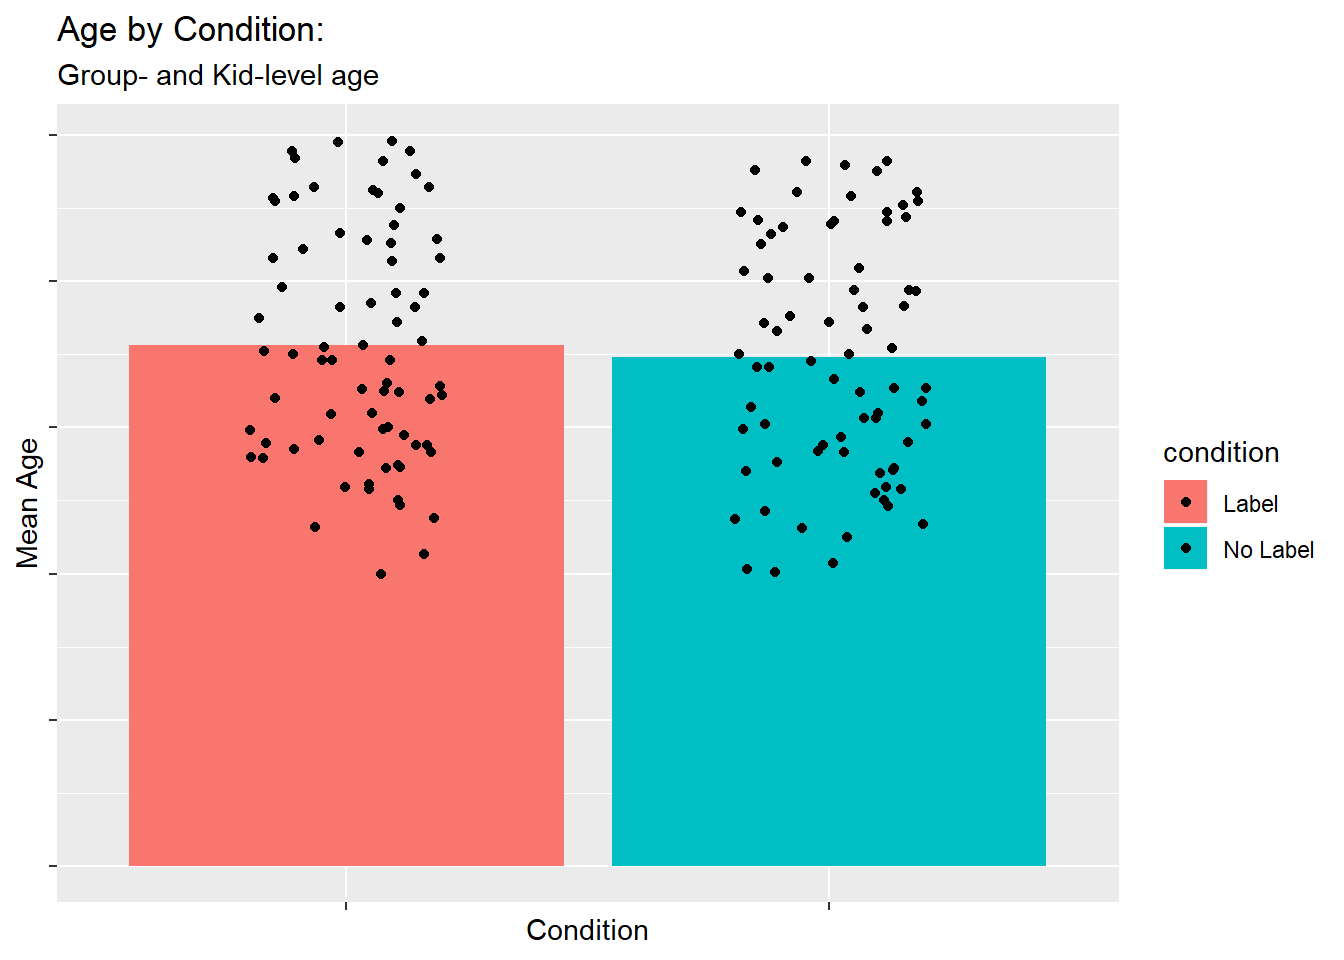 Age by Condition:
Group- and Kid-level age
Mean Age
Condition
condition
Label
No Label